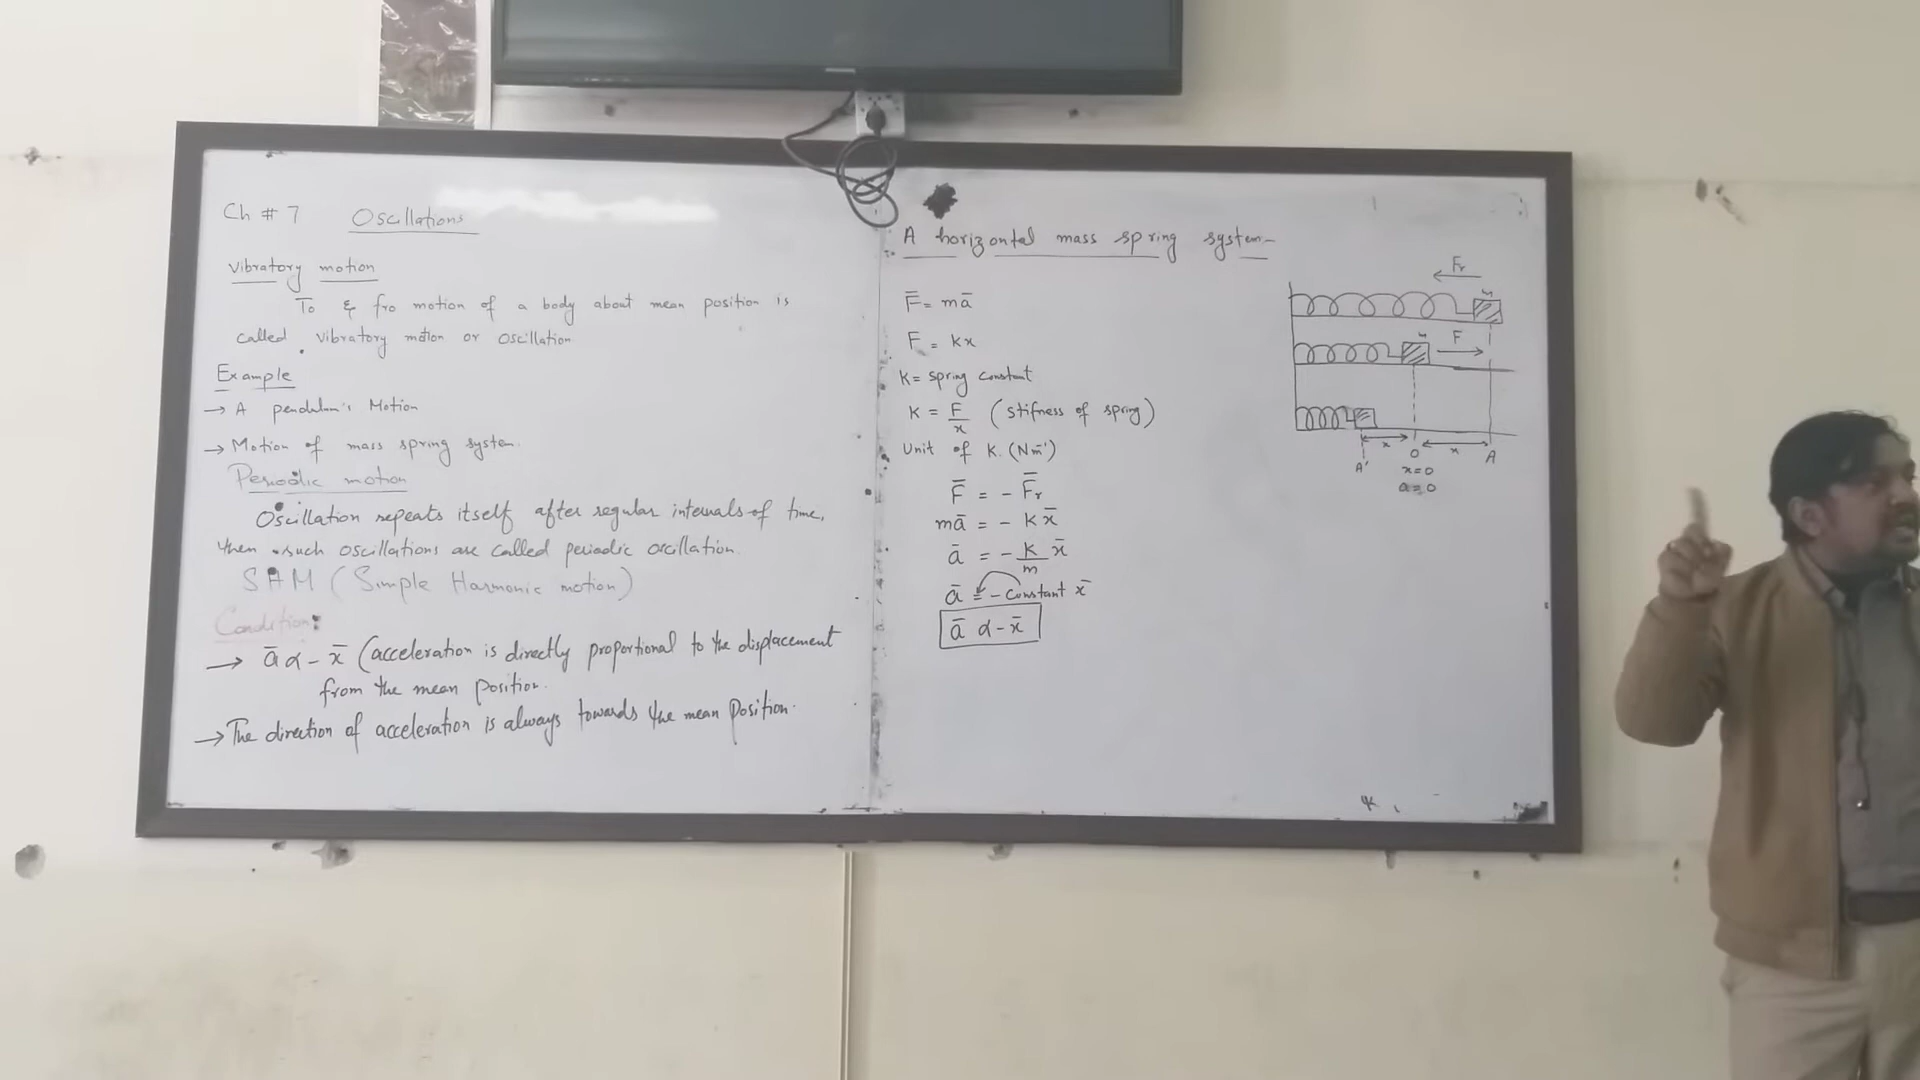 Ch # 7 Oscillations
Vibratory motion
To & fro motion of a body about mean position is
called vibratory motion or oscillation
Example
→ A pendulum's Motion
→ Motion of mass spring system.
Periodic motion
Oscillation repeats itself after regular intervals of time,
then such oscillations are called periodic oscillation.
SHM (Simple Harmonic motion)
Condition:
→ a̅ α - x̅ (acceleration is directly proportional to the displacement
from the mean position.
→ The direction of acceleration is always towards the mean Position.
A horizontal mass spring system
F̅ = ma̅
F = kx
K = spring constant
K = F/x (stifness of spring)
Unit of K. (Nm⁻¹)
F̅ = - F̅r
ma̅ = - kx̅
a̅ = - k/m x̅
a̅ = - constant x̅
a̅ α - x̅
Fr
m
m
F
x
x
A'
O
A
x=0
a=0